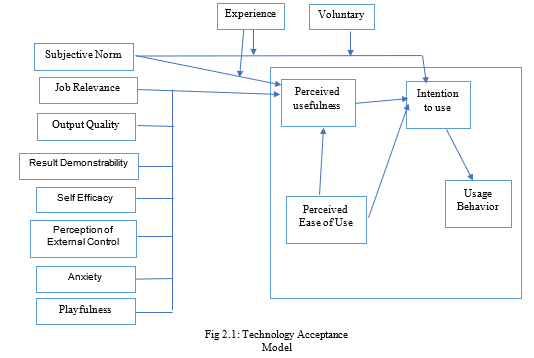 Experience
Voluntary
Subjective Norm
Job Relevance
Output Quality
Result Demonstrability
Self Efficacy
Perception of
External Control
Anxiety
Playfulness
Perceived
usefulness
Intention
to use
Perceived
Ease of Use
Usage
Behavior
Fig 2.1: Technology Acceptance
Model